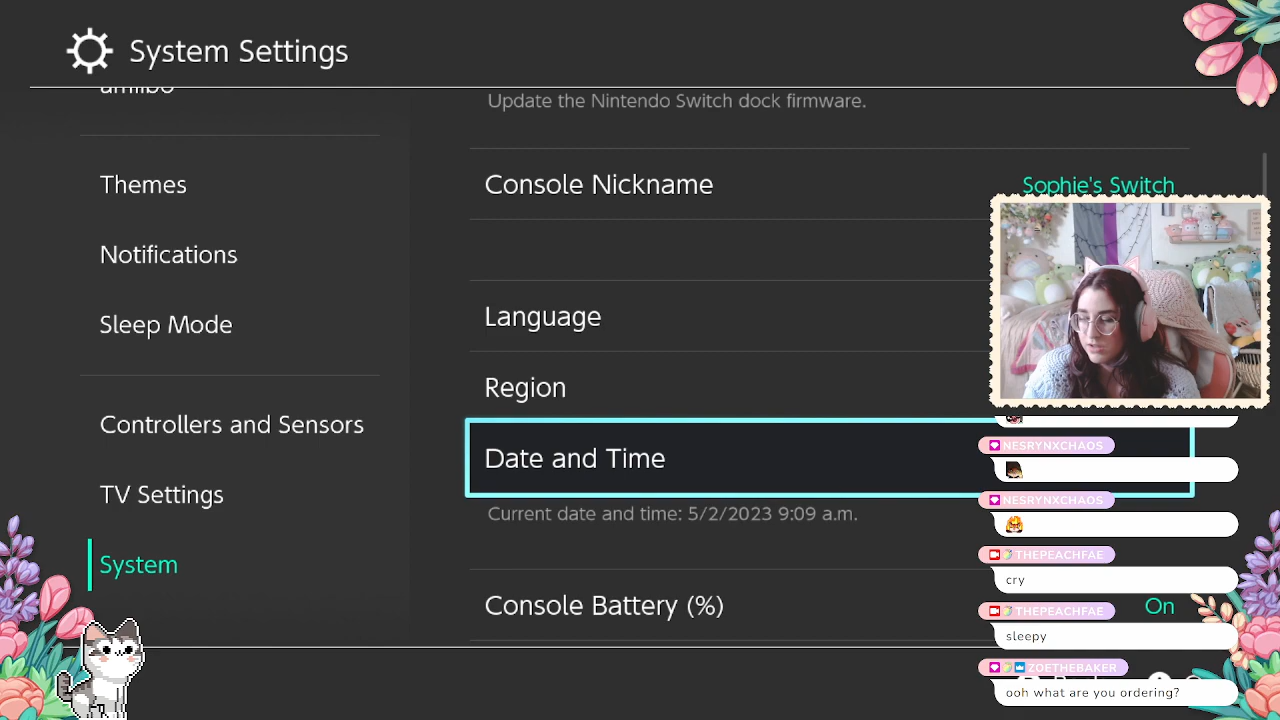 System Settings
amiibo
Themes
Notifications
Sleep Mode
Controllers and Sensors
TV Settings
System
Update the Nintendo Switch dock firmware.
Console Nickname
Sophie's Switch
Language
Region
Date and Time
Current date and time: 5/2/2023 9:09 a.m.
Console Battery (%)
On
NESRYNXCHAOS
NESRYNXCHAOS
THEPEACHFAE
cry
THEPEACHFAE
sleepy
ZOETHEBAKER
ooh what are you ordering?